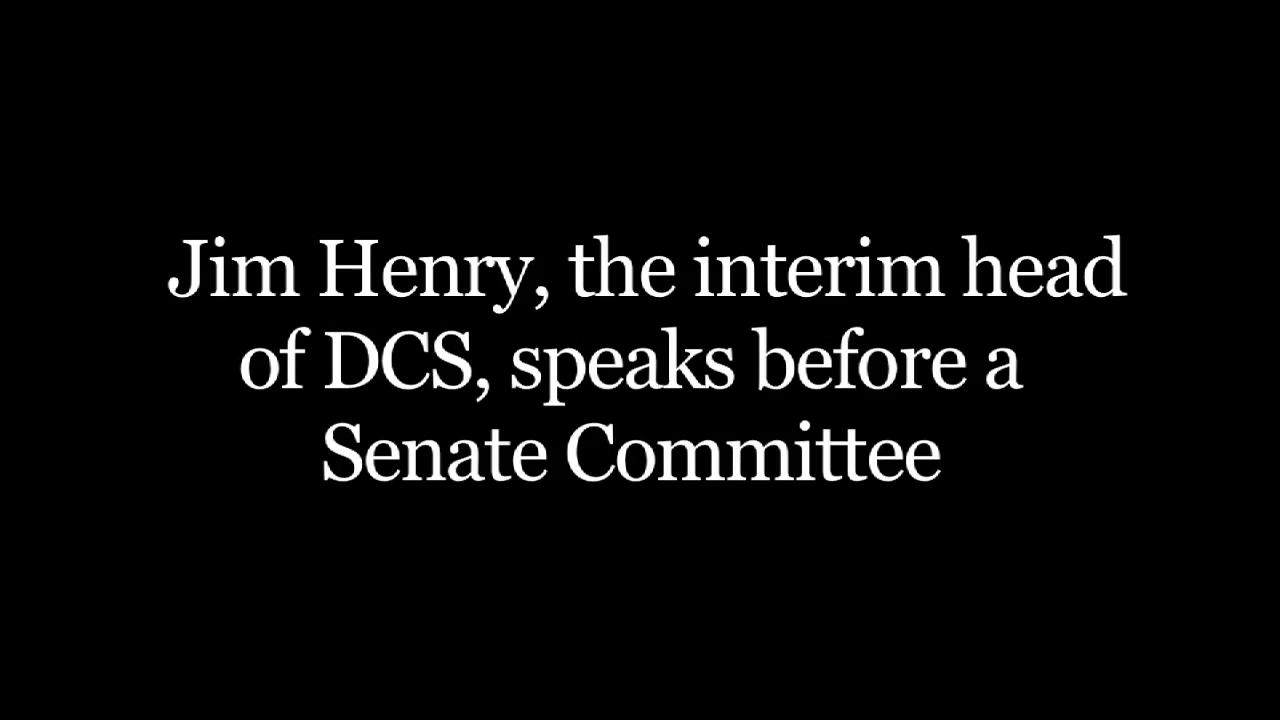 Jim Henry, the interim head
of DCS, speaks before a
Senate Committee